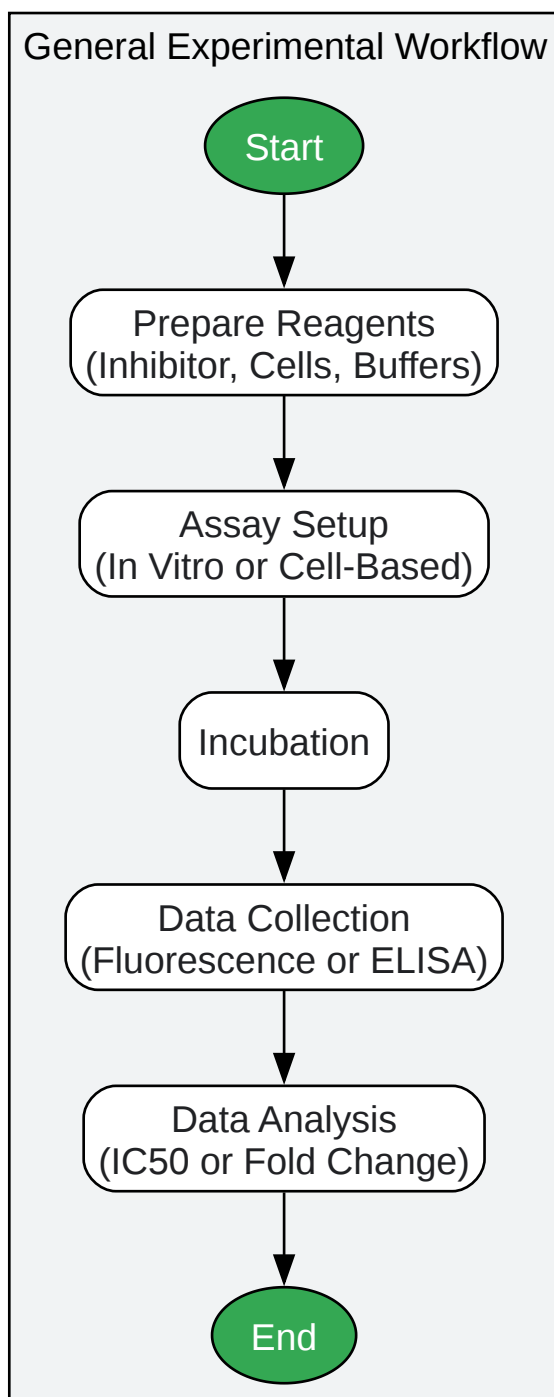 General Experimental Workflow
Start
Prepare Reagents
(Inhibitor, Cells, Buffers)
Assay Setup
(In Vitro or Cell-Based)
Incubation
Data Collection
(Fluorescence or ELISA)
Data Analysis
(IC50 or Fold Change)
End